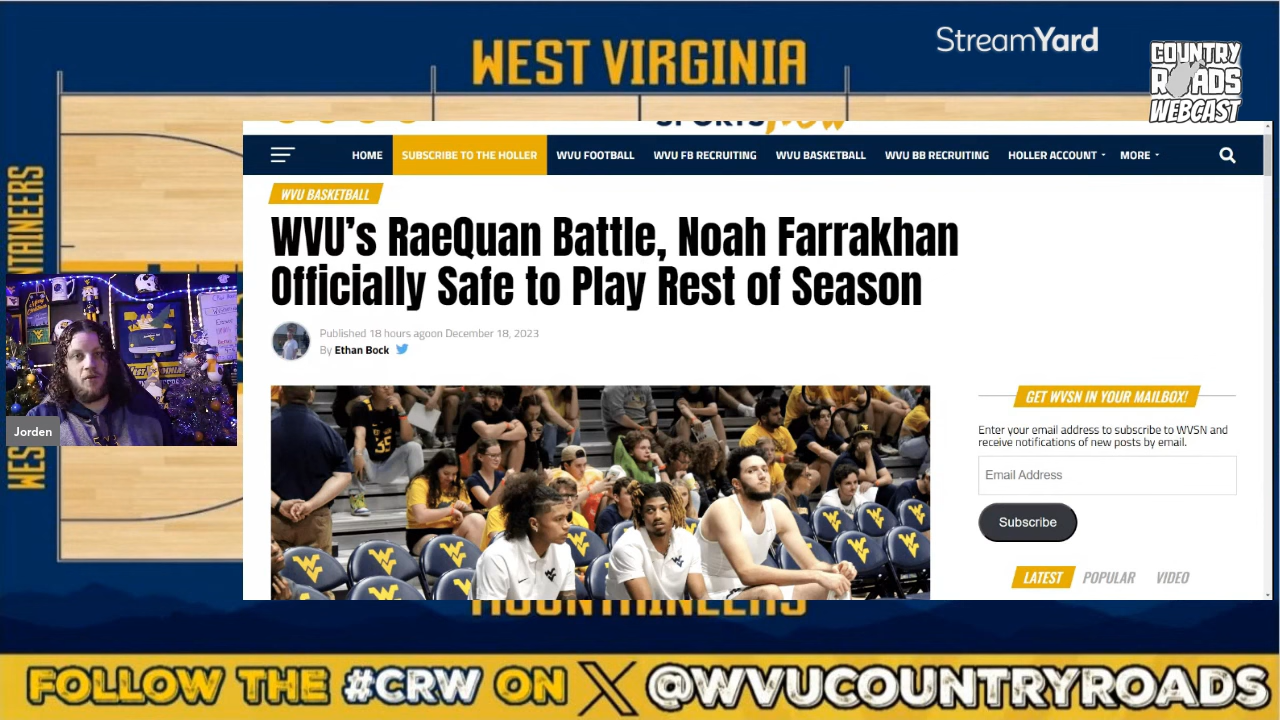 WEST VIRGINIA
StreamYard
COUNTRY
ROADS
WEBCAST
HOME
SUBSCRIBE TO THE HOLLER
WVU FOOTBALL
WVU FB RECRUITING
WVU BASKETBALL
WVU BB RECRUITING
HOLLER ACCOUNT
MORE
WVU BASKETBALL
WVU's RaeQuan Battle, Noah Farrakhan
Officially Safe to Play Rest of Season
Published 18 hours agoon December 18, 2023
By Ethan Bock
GET WVSN IN YOUR MAILBOX!
Enter your email address to subscribe to WVSN and
receive notifications of new posts by email.
Email Address
Subscribe
LATEST
POPULAR
VIDEO
35
Jorden
MOUNTAINEERS
FOLLOW THE #CRW ON X @WVUCOUNTRYROADS